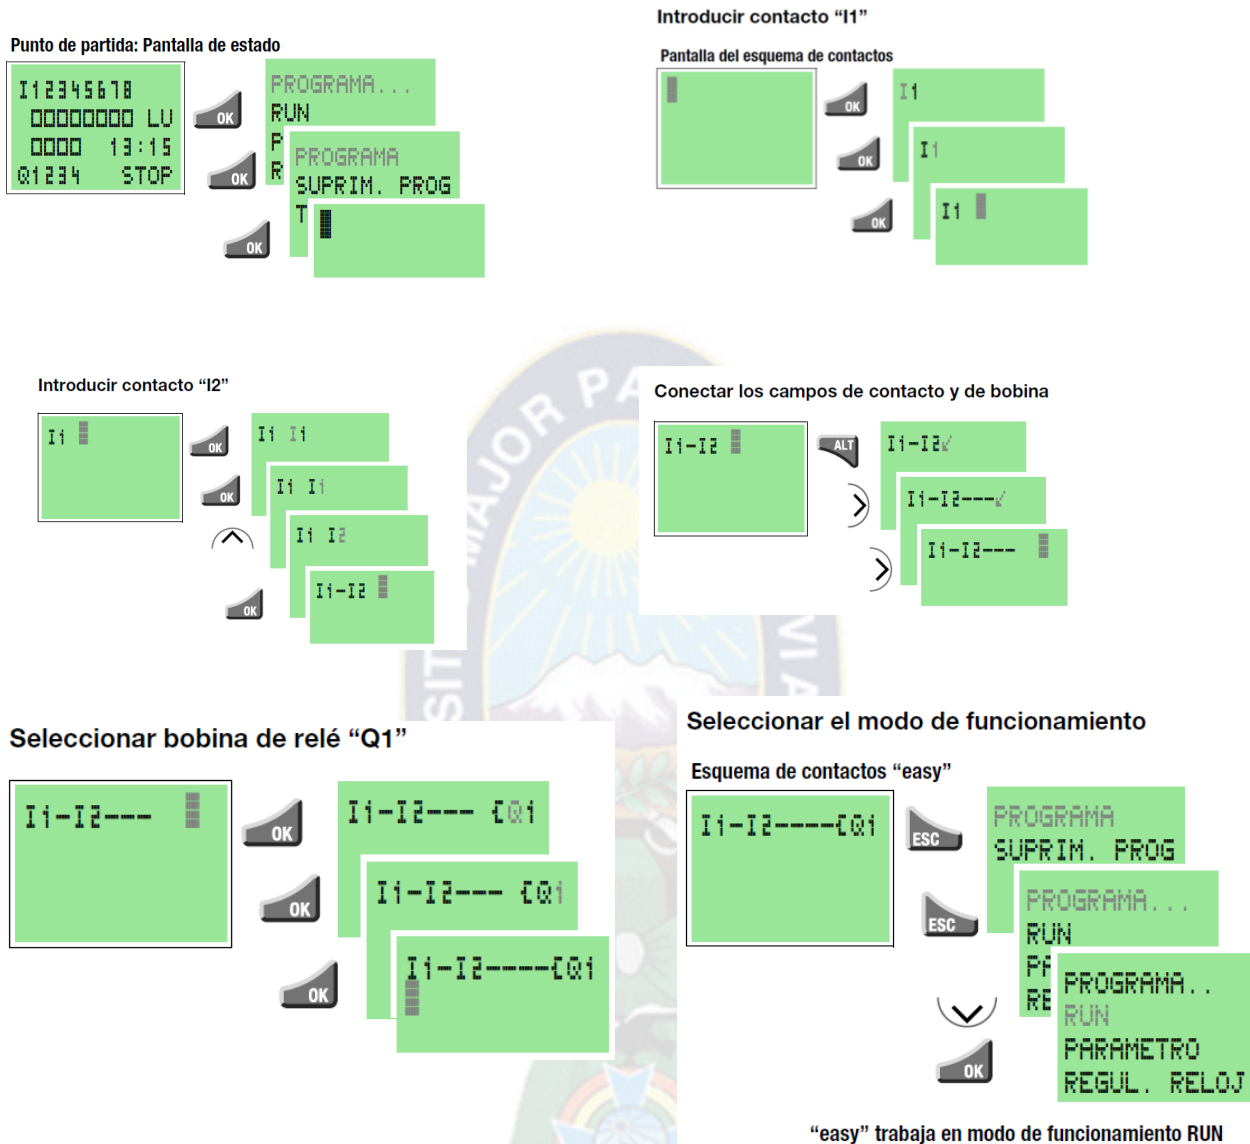 Punto de partida: Pantalla de estado
I12345678
LU
13:15
Q1234 STOP
OK
OK
OK
PROGRAMA...
RUN
P
R
PROGRAMA
SUPRIM. PROG
T
Introducir contacto “I1”
Pantalla del esquema de contactos
OK
OK
OK
I1
I1
I1
Introducir contacto “I2”
I1
OK
OK
OK
I1 I1
I1 I1
I1 I2
I1-I2
Conectar los campos de contacto y de bobina
I1-I2
ALT
I1-I2
I1-I2---
I1-I2---
Seleccionar bobina de relé “Q1”
I1-I2---
OK
OK
OK
I1-I2--- {Q1
I1-I2--- {Q1
I1-I2----{Q1
Seleccionar el modo de funcionamiento
Esquema de contactos “easy”
I1-I2----{Q1
ESC
ESC
OK
PROGRAMA
SUPRIM. PROG
PROGRAMA...
RUN
PA
RE
PROGRAMA..
RUN
PARAMETRO
REGUL. RELOJ
“easy” trabaja en modo de funcionamiento RUN